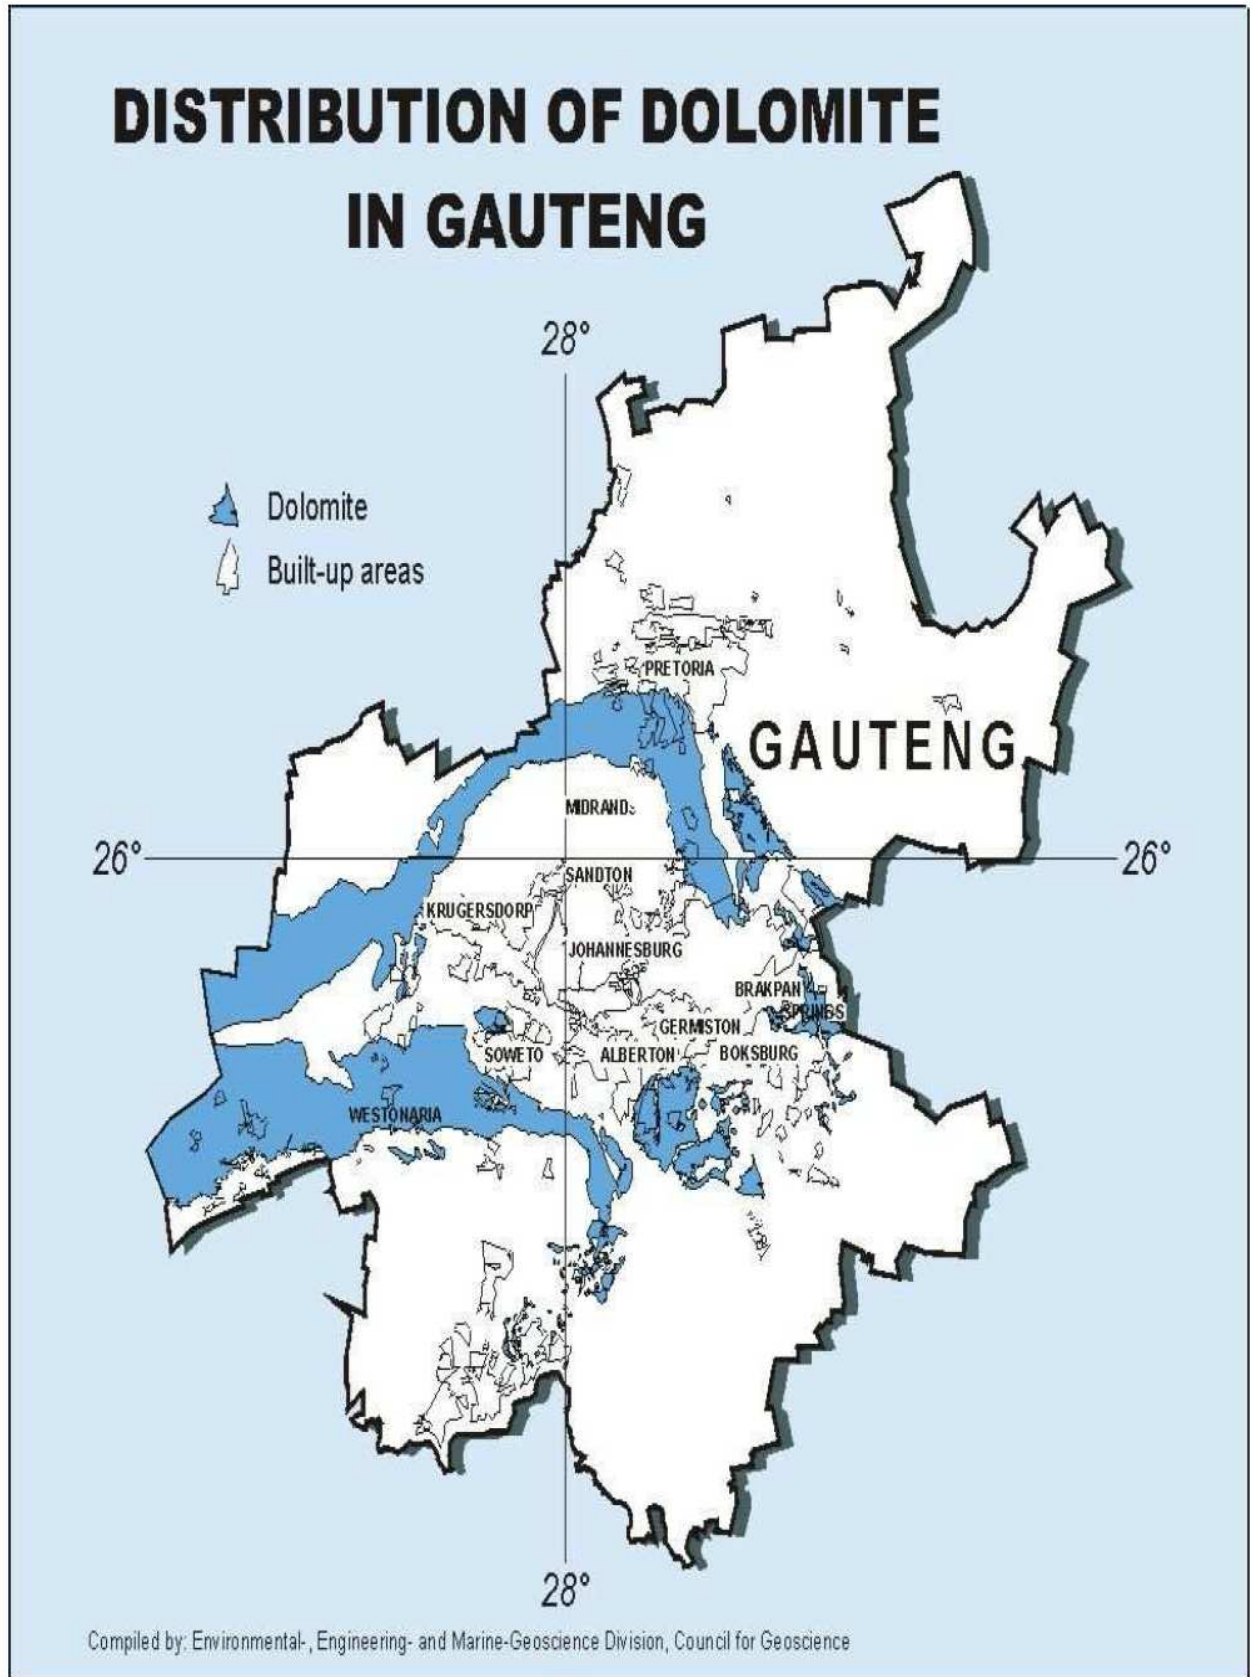 DISTRIBUTION OF DOLOMITE
IN GAUTENG
28°
Dolomite
Built-up areas
PRETORIA
GAUTENG
MIDRAND
26°
26°
SANDTON
KRUGERSDORP
JOHANNESBURG
BRAKPAN
SPRINGS
GERMISTON
SOWETO
ALBERTON
BOKSBURG
WESTONARIA
28°
Compiled by: Environmental-, Engineering- and Marine-Geoscience Division, Council for Geoscience